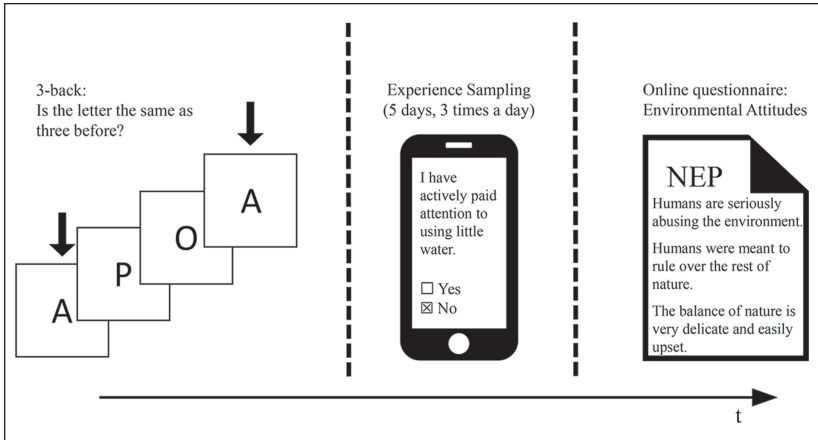 3-back:
Is the letter the same as
three before?
A
P
O
A
Experience Sampling
(5 days, 3 times a day)
I have
actively paid
attention to
using little
water.
☐ Yes
☒ No
Online questionnaire:
Environmental Attitudes
NEP
Humans are seriously
abusing the environment.
Humans were meant to
rule over the rest of
nature.
The balance of nature is
very delicate and easily
upset.
t